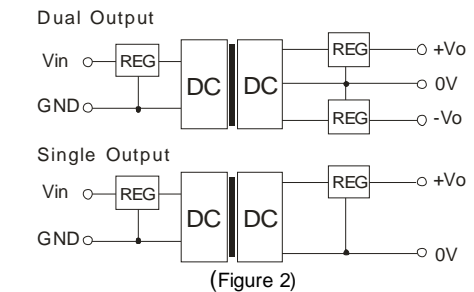 Dual Output
Vin REG DC DC REG +Vo
0V
GND REG -Vo
Single Output
Vin REG DC DC REG +Vo
GND 0V
(Figure 2)